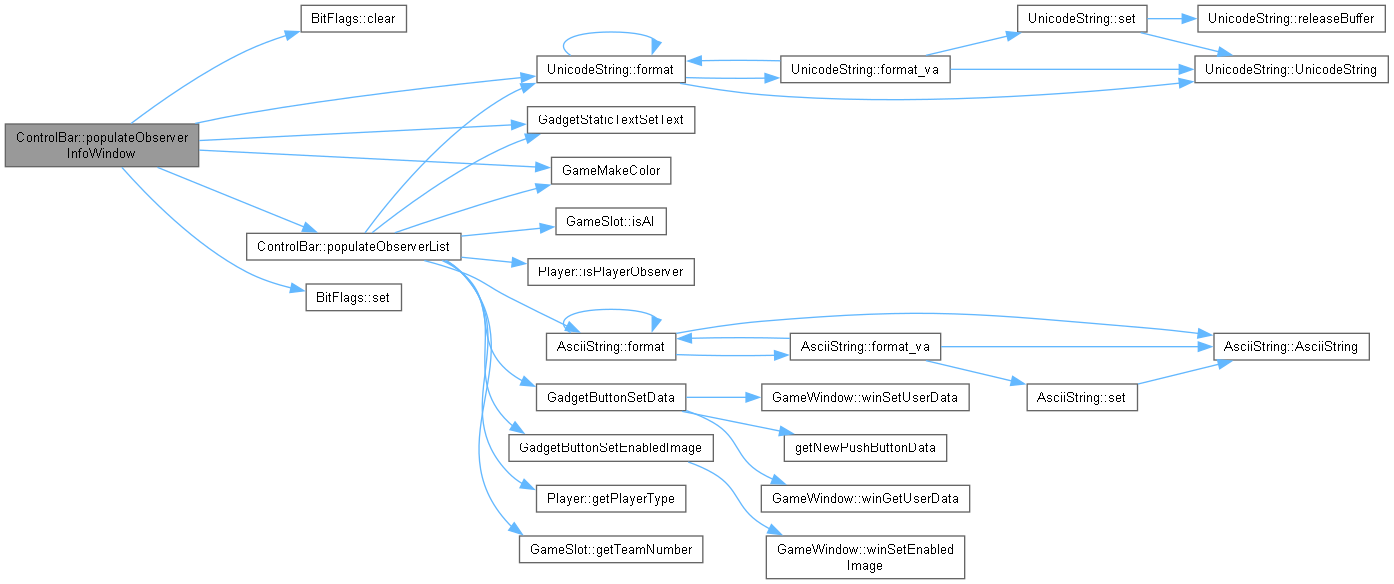 BitFlags::clear
UnicodeString::set
UnicodeString::releaseBuffer
UnicodeString::format
UnicodeString::format_va
UnicodeString::UnicodeString
GadgetStaticTextSetText
ControlBar::populateObserver
InfoWindow
GameMakeColor
GameSlot::isAI
ControlBar::populateObserverList
Player::isPlayerObserver
BitFlags::set
AsciiString::format
AsciiString::format_va
AsciiString::AsciiString
GadgetButtonSetData
GameWindow::winSetUserData
AsciiString::set
GadgetButtonSetEnabledImage
getNewPushButtonData
Player::getPlayerType
GameWindow::winGetUserData
GameSlot::getTeamNumber
GameWindow::winSetEnabled
Image